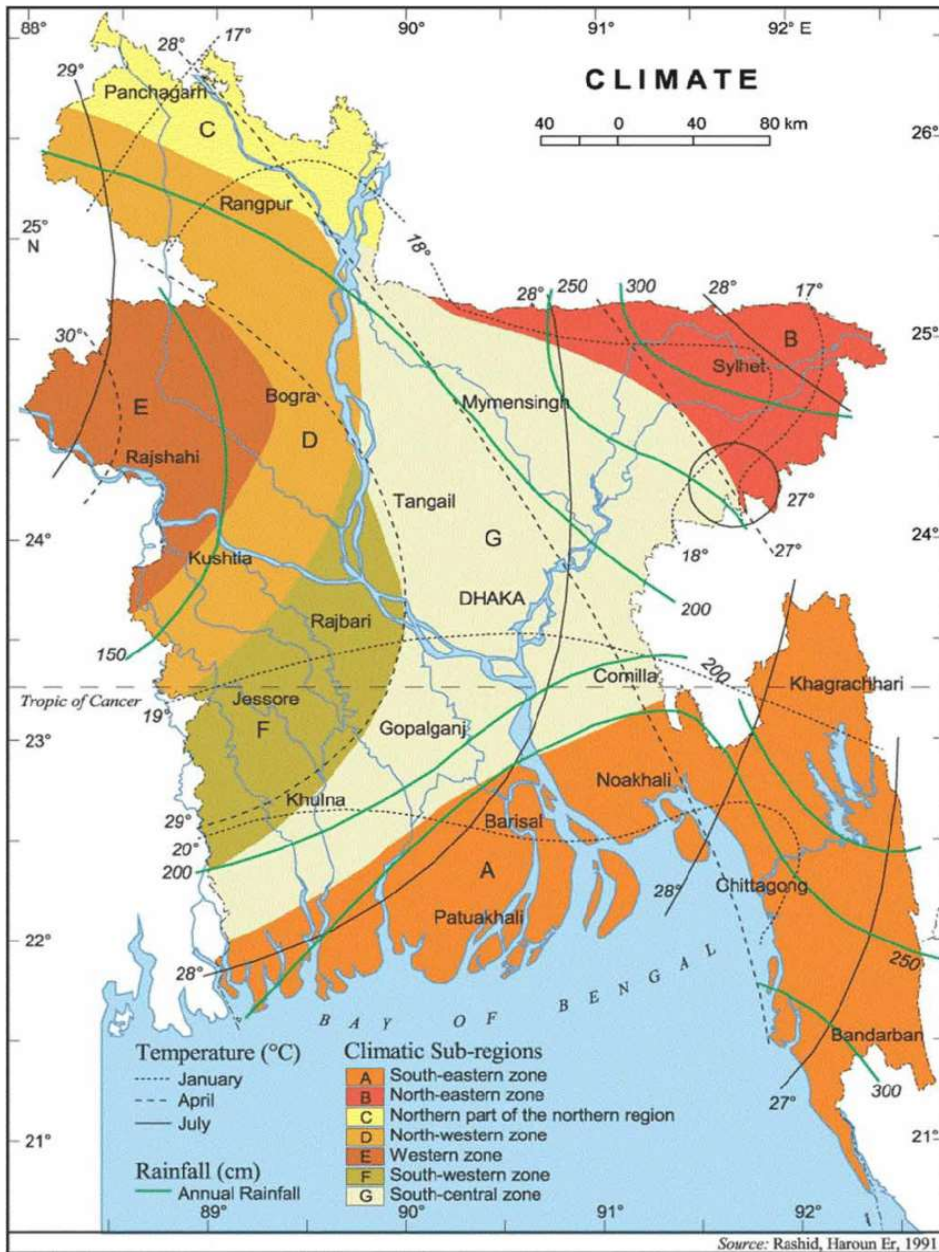 88°
90°
91°
92° E
28°
17°
29°
CLIMATE
Panchagarh
40 0 40 80 km
C
26°
Rangpur
25°
N
18°
28°
250
300
28°
17°
30°
B
25°
Sylhet
Bogra
Mymensingh
E
D
Rajshahi
Tangail
27°
G
27°
24°
18°
24°
Kushtia
DHAKA
Rajbari
200
150
Comilla
200
Tropic of Cancer
Khagrachhari
19°
Jessore
F
Gopalganj
23°
23°
Noakhali
Khulna
29°
Barisal
20°
200
A
Chittagong
28°
Patuakhali
22°
22°
28°
250
BAY OF BENGAL
Bandarban
Temperature (°C)
January
April
July
Rainfall (cm)
Annual Rainfall
Climatic Sub-regions
A South-eastern zone
B North-eastern zone
C Northern part of the northern region
D North-western zone
E Western zone
F South-western zone
G South-central zone
27°
300
21°
21°
89°
90°
91°
92°
Source: Rashid, Haroun Er, 1991